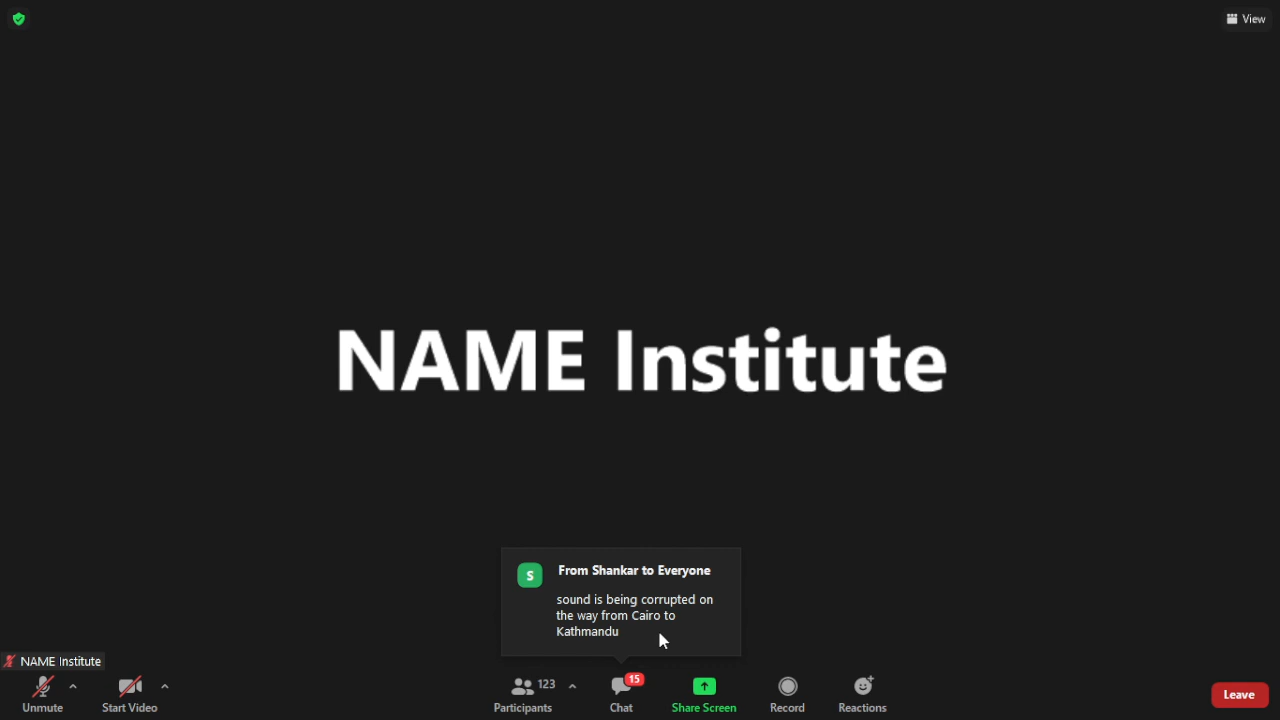 View
NAME Institute
S
From Shankar to Everyone
sound is being corrupted on
the way from Cairo to
Kathmandu
NAME Institute
123
15
Unmute
Start Video
Participants
Chat
Share Screen
Record
Reactions
Leave